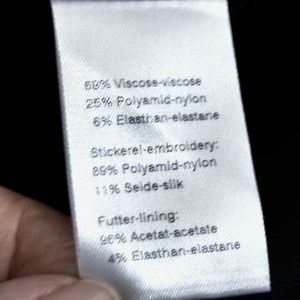 69% Viscose-viscose
25% Polyamid-nylon
6% Elasthan-elastane
Stickerei-embroidery:
89% Polyamid-nylon
11% Seide-silk
Futter-lining:
96% Acetat-acetate
4% Elasthan-elastane